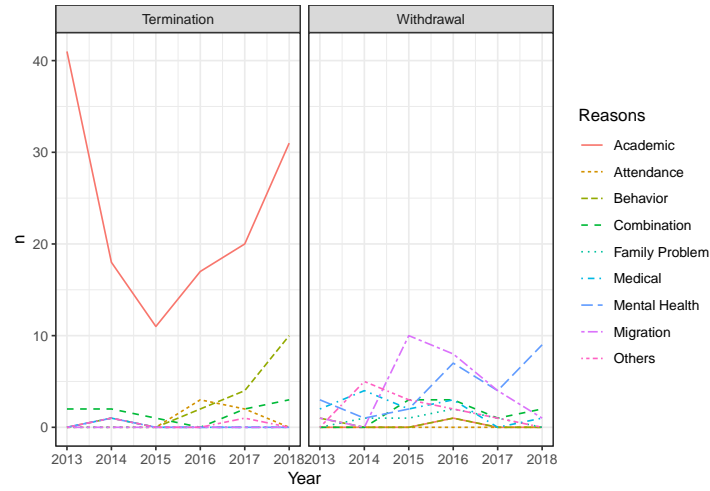 Termination Withdrawal
40
30
20
10
0
n
2013 2014 2015 2016 2017 2018 2013 2014 2015 2016 2017 2018
Year
Reasons
Academic
Attendance
Behavior
Combination
Family Problem
Medical
Mental Health
Migration
Others